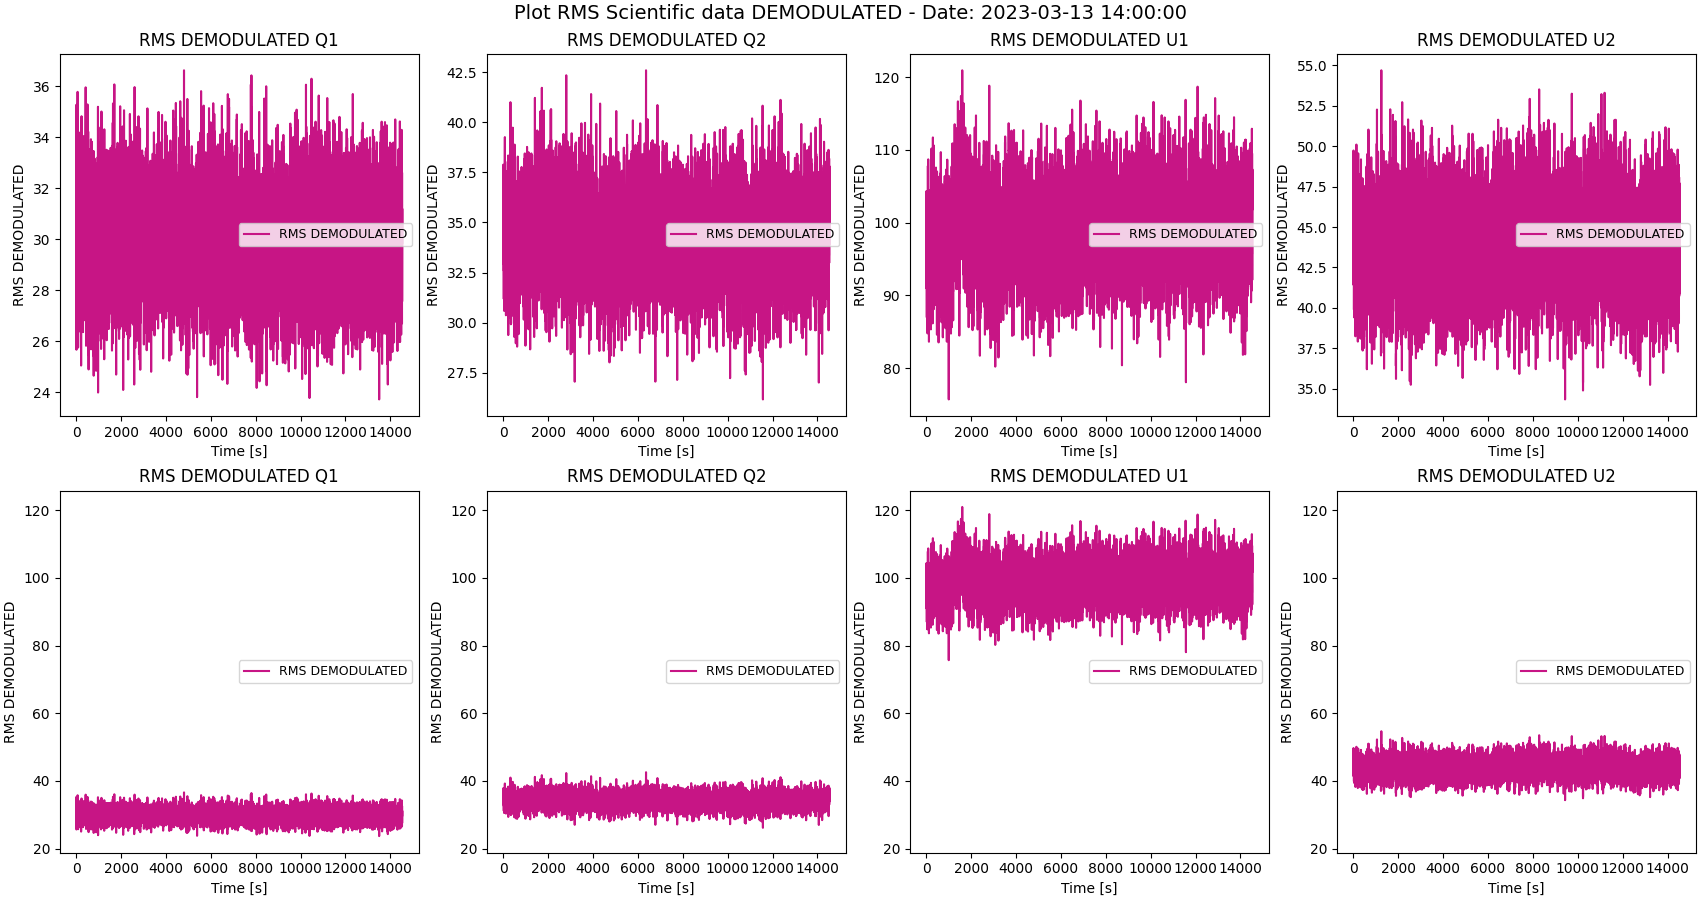 Plot RMS Scientific data DEMODULATED - Date: 2023-03-13 14:00:00
RMS DEMODULATED Q1
RMS DEMODULATED
36
34
32
30
28
26
24
RMS DEMODULATED
0 2000 4000 6000 8000 10000 12000 14000
Time [s]
RMS DEMODULATED Q2
RMS DEMODULATED
42.5
40.0
37.5
35.0
32.5
30.0
27.5
RMS DEMODULATED
0 2000 4000 6000 8000 10000 12000 14000
Time [s]
RMS DEMODULATED U1
RMS DEMODULATED
120
110
100
90
80
RMS DEMODULATED
0 2000 4000 6000 8000 10000 12000 14000
Time [s]
RMS DEMODULATED U2
RMS DEMODULATED
55.0
52.5
50.0
47.5
45.0
42.5
40.0
37.5
35.0
RMS DEMODULATED
0 2000 4000 6000 8000 10000 12000 14000
Time [s]
RMS DEMODULATED Q1
RMS DEMODULATED
120
100
80
60
40
20
RMS DEMODULATED
0 2000 4000 6000 8000 10000 12000 14000
Time [s]
RMS DEMODULATED Q2
RMS DEMODULATED
120
100
80
60
40
20
RMS DEMODULATED
0 2000 4000 6000 8000 10000 12000 14000
Time [s]
RMS DEMODULATED U1
RMS DEMODULATED
120
100
80
60
40
20
RMS DEMODULATED
0 2000 4000 6000 8000 10000 12000 14000
Time [s]
RMS DEMODULATED U2
RMS DEMODULATED
120
100
80
60
40
20
RMS DEMODULATED
0 2000 4000 6000 8000 10000 12000 14000
Time [s]